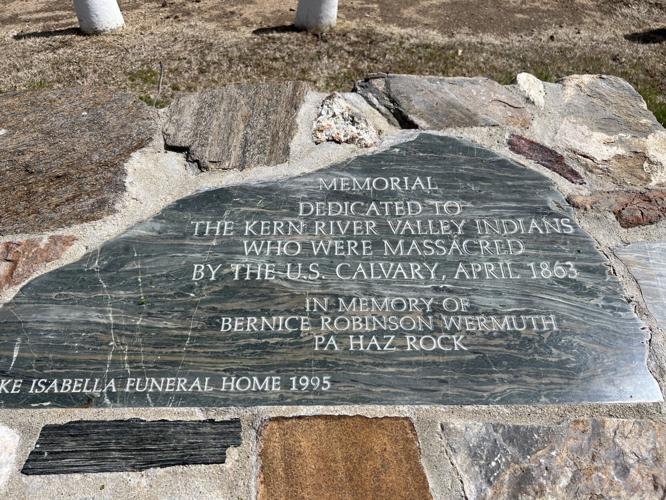 MEMORIAL
DEDICATED TO
THE KERN RIVER VALLEY INDIANS
WHO WERE MASSACRED
BY THE U.S. CALVARY, APRIL 1863
IN MEMORY OF
BERNICE ROBINSON WERMUTH
PA HAZ ROCK
KE ISABELLA FUNERAL HOME 1995